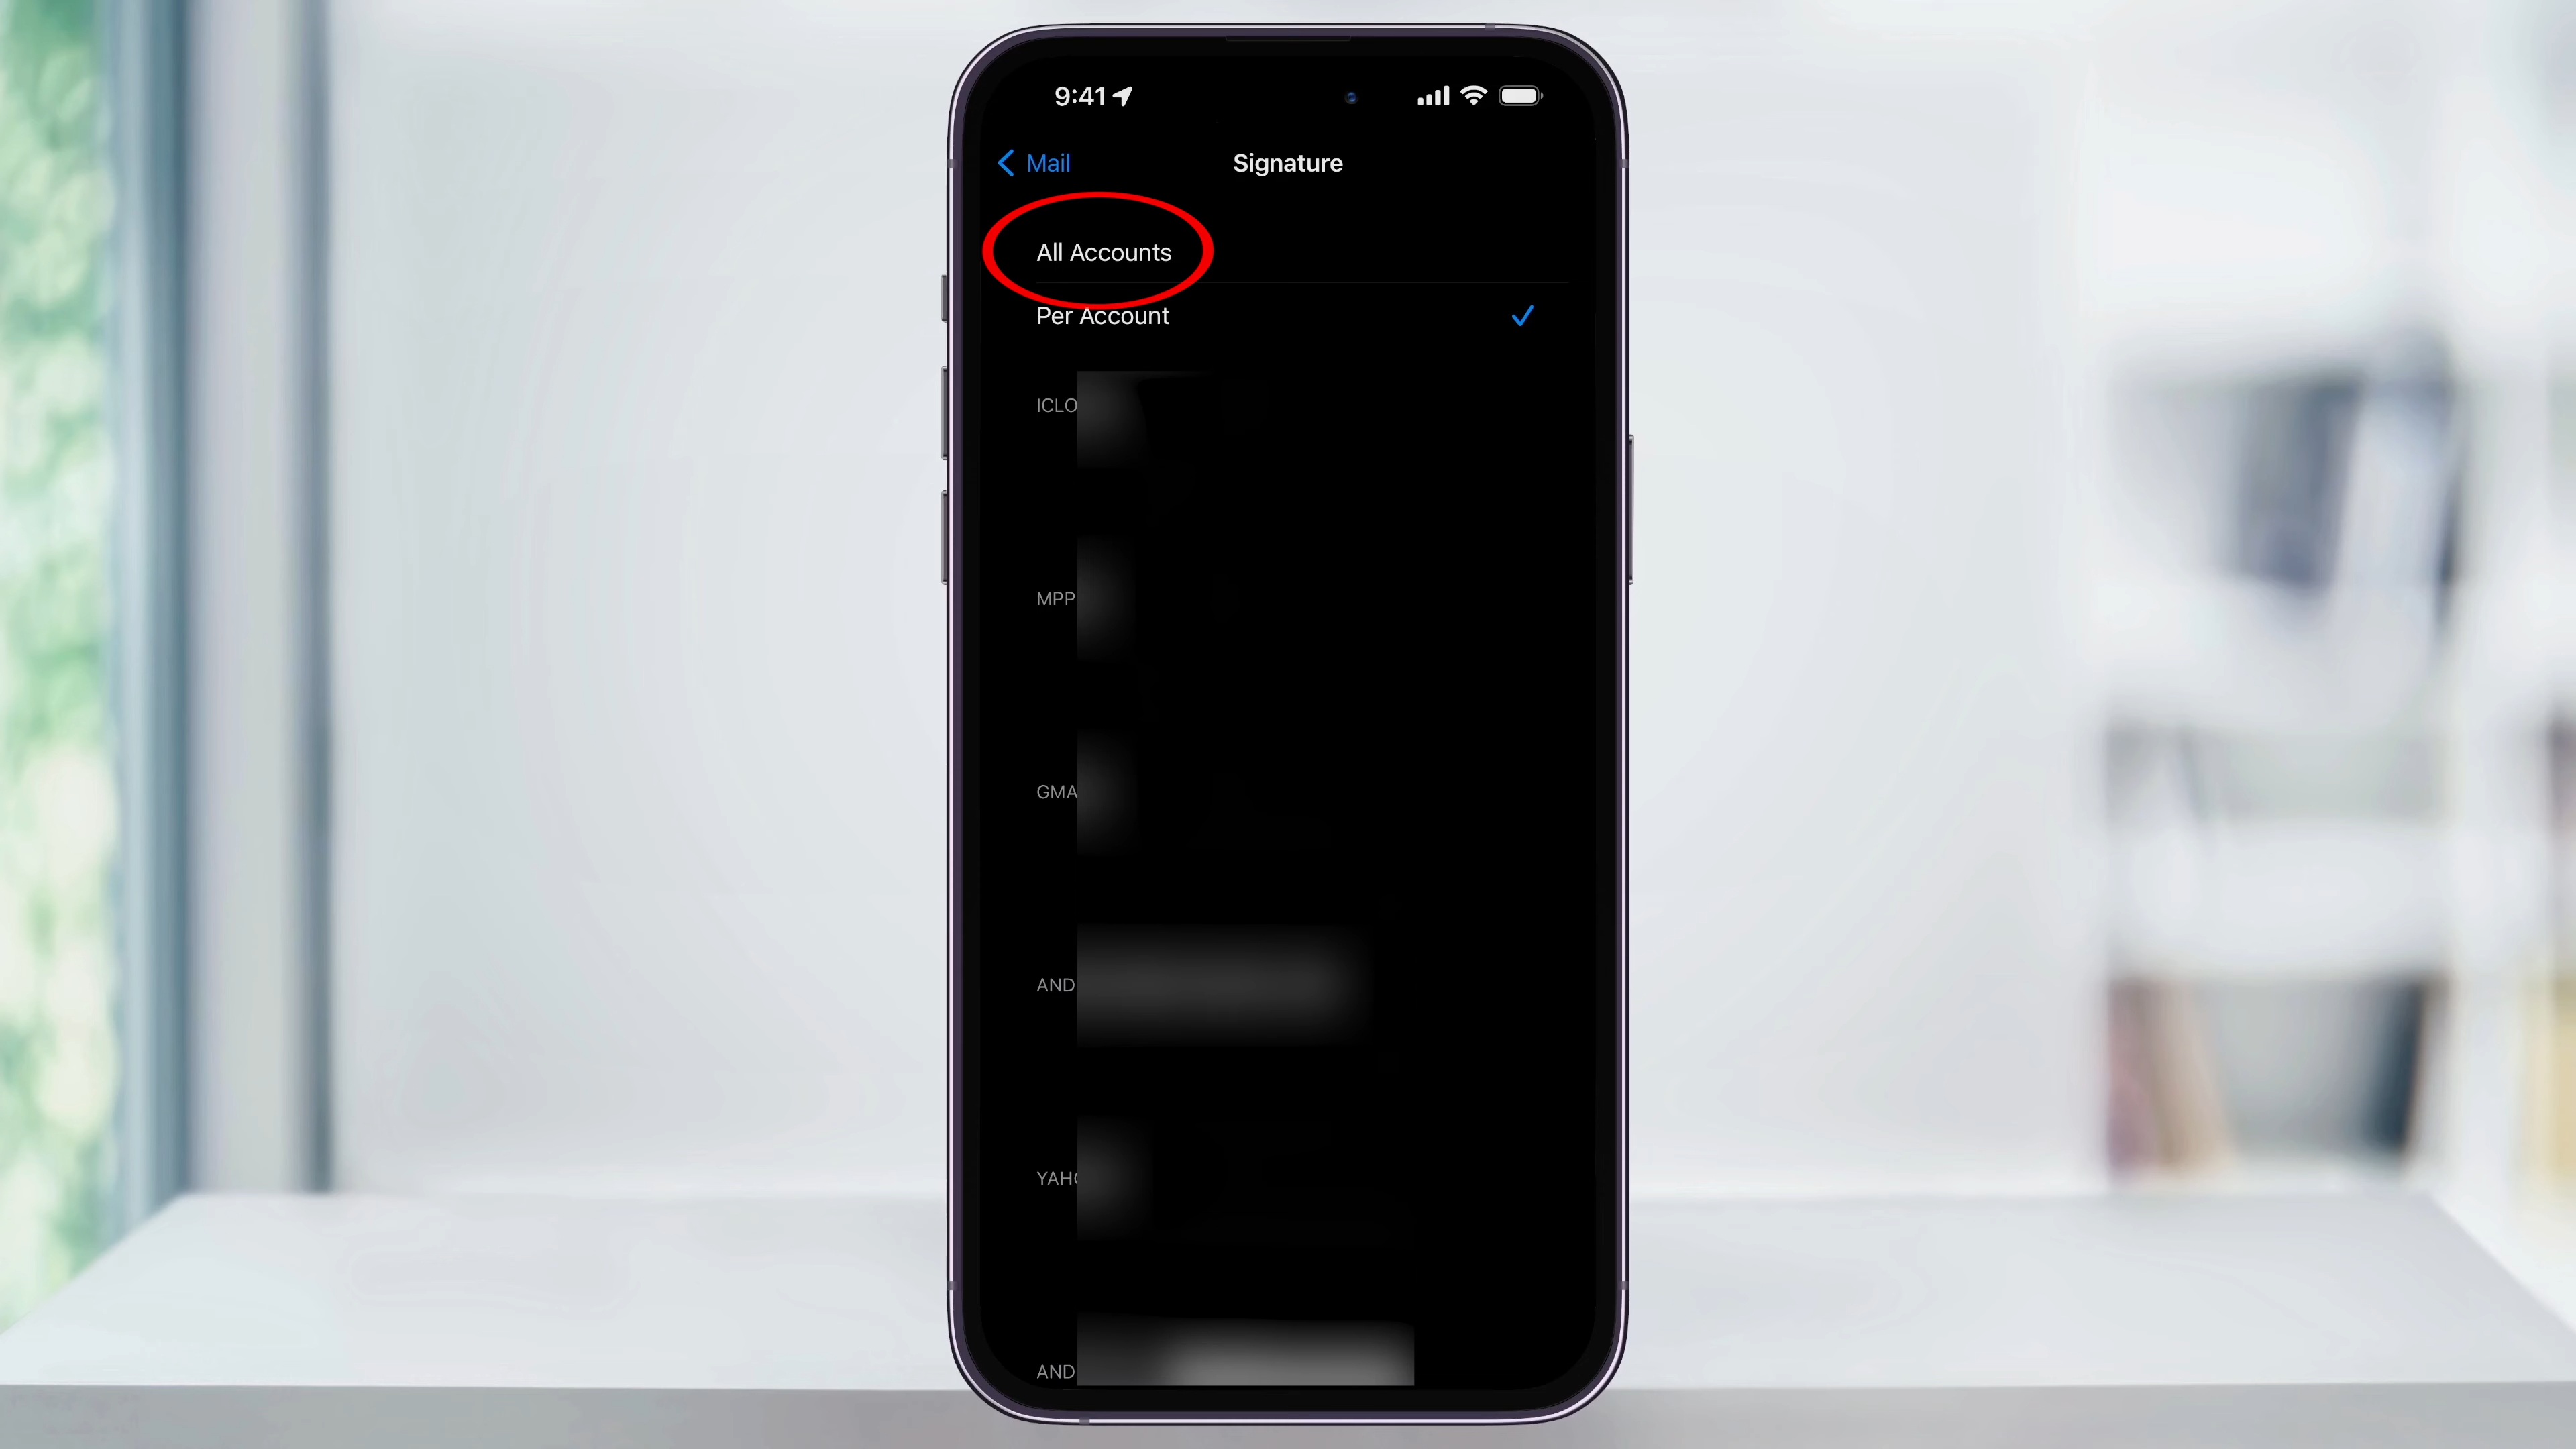 9:41
Mail
Signature
All Accounts
Per Account
ICLO
MPP
GMA
AND
YAH
AND